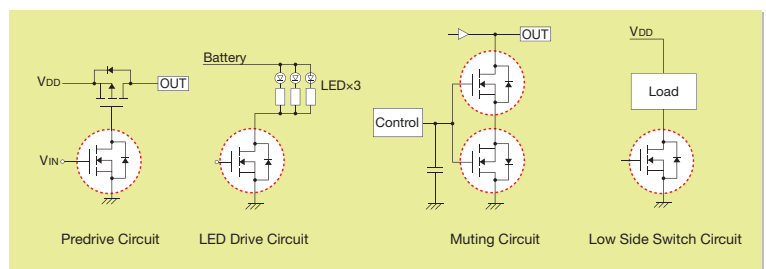 VDD
OUT
VIN
Predrive Circuit
Battery
LED×3
LED Drive Circuit
OUT
Control
Muting Circuit
VDD
Load
Low Side Switch Circuit